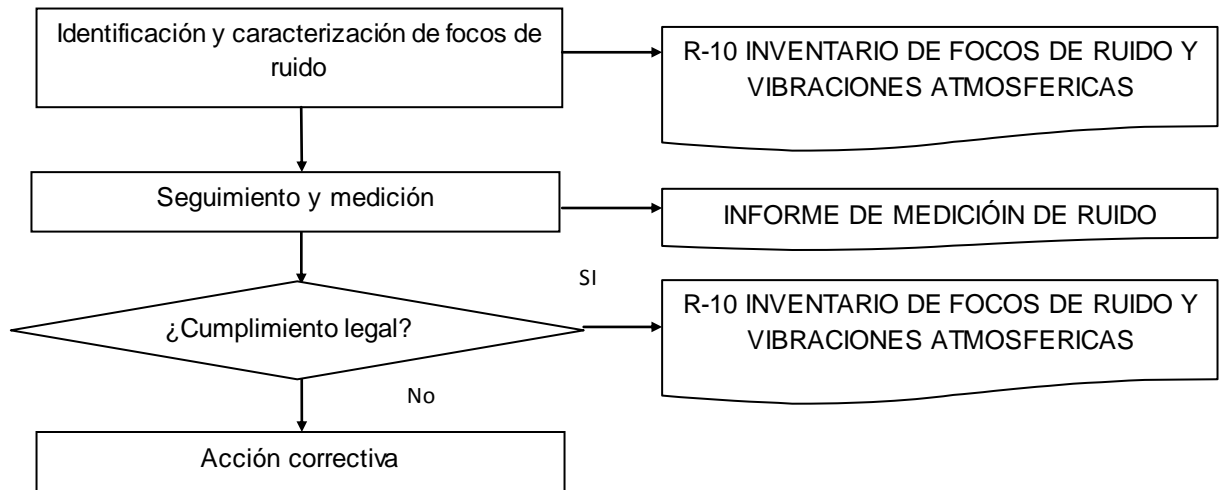 Identificación y caracterización de focos de
ruido
R-10 INVENTARIO DE FOCOS DE RUIDO Y
VIBRACIONES ATMOSFERICAS
Seguimiento y medición
INFORME DE MEDICIÓIN DE RUIDO
SI
¿Cumplimiento legal?
R-10 INVENTARIO DE FOCOS DE RUIDO Y
VIBRACIONES ATMOSFERICAS
No
Acción correctiva